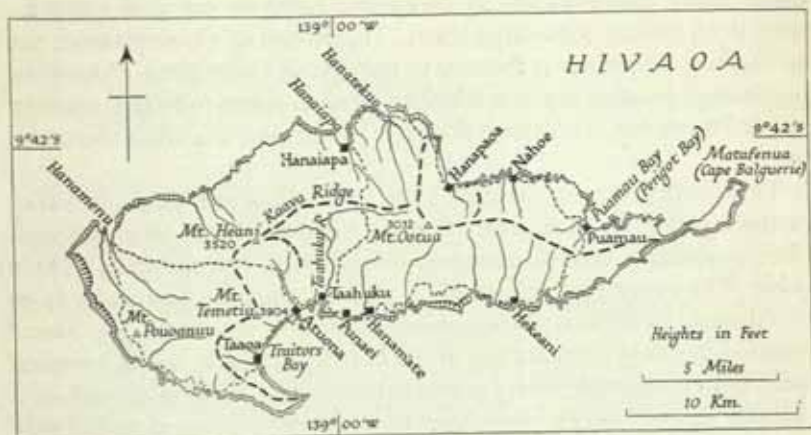 139° 00'W
HIVAOA
9°42's
9°42's
Hanatekua
Hanaiapa
Hanaiapa
Hanapaoa
Nahoe
Puamau Bay
(Perigot Bay)
Matafenua
(Cape Balguerie)
Hanamenu
Kaava Ridge
Mt. Heani
3520
3032
Mt. Ootua
Puamau
Taahuku R.
Mt.
Temetiu
3904
Taahuku
Atuona
Punaei
Hanamate
Hekeani
Mt.
Pouoanuu
Taaoa
Traitors
Bay
Heights in Feet
5 Miles
10 Km.
139° 00'W